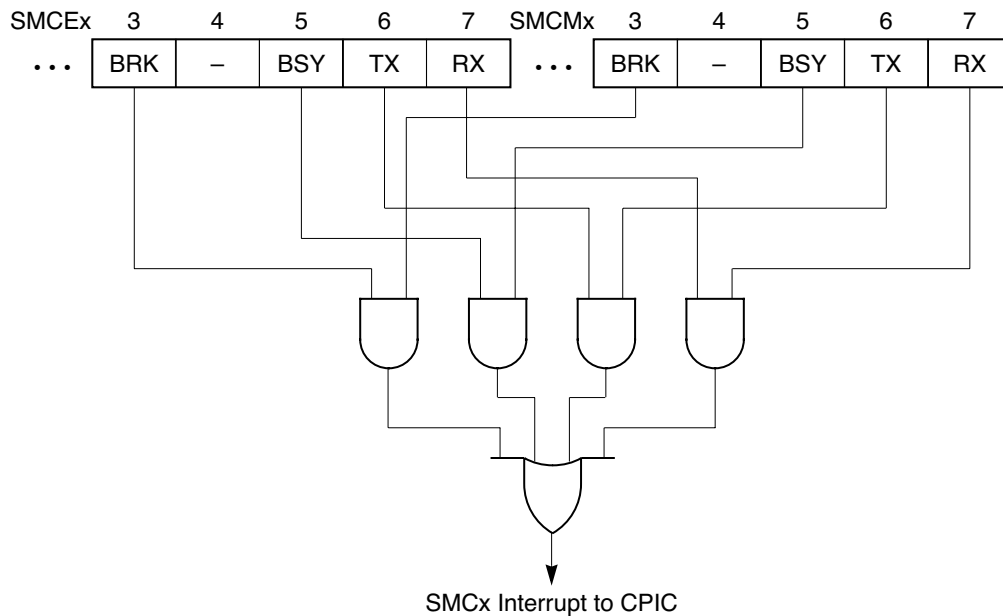 SMCEx 3 4 5 6 7 SMCMx 3 4 5 6 7
... BRK – BSY TX RX ... BRK – BSY TX RX
SMCx Interrupt to CPIC